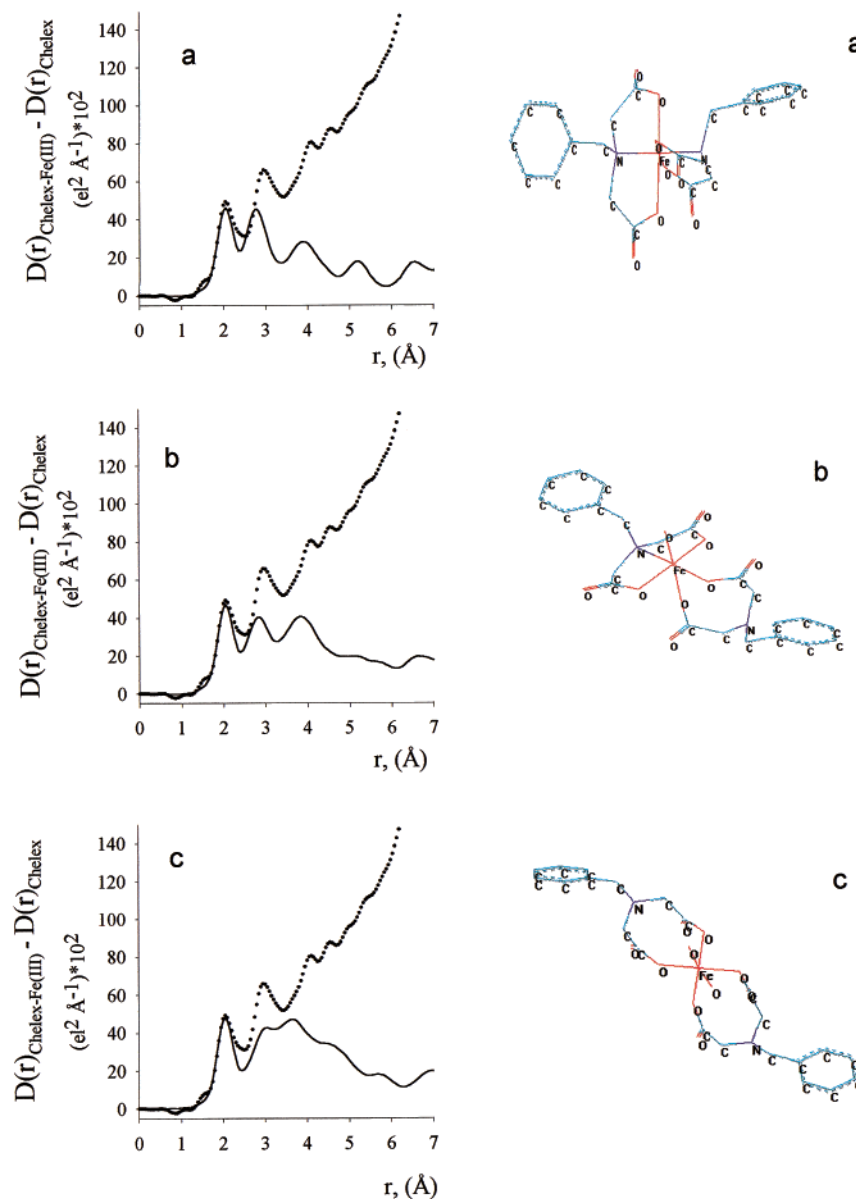 a
D(r)Chelex-Fe(III) - D(r)Chelex
(el² Å⁻¹)*10²
140
120
100
80
60
40
20
0
0 1 2 3 4 5 6 7
r, (Å)
a
C C C C C C C N C C O O C C O O Fe O O N C C C O C C C C C C C
b
D(r)Chelex-Fe(III) - D(r)Chelex
(el² Å⁻¹)*10²
140
120
100
80
60
40
20
0
0 1 2 3 4 5 6 7
r, (Å)
b
C C C C C C C N C C O O O C C O O Fe O O C C O C C N C C C C C C C
c
D(r)Chelex-Fe(III) - D(r)Chelex
(el² Å⁻¹)*10²
140
120
100
80
60
40
20
0
0 1 2 3 4 5 6 7
r, (Å)
c
C C C C C C C N C C C O O O O Fe O O O C C C N C C C C C C C